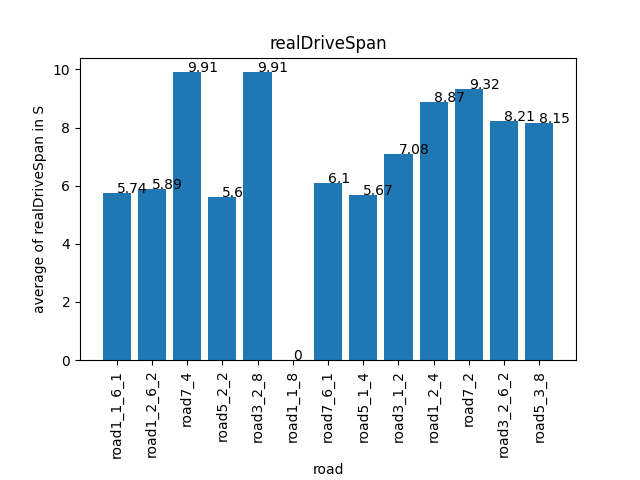 realDriveSpan
average of realDriveSpan in S
10
8
6
4
2
0
5.74
5.89
9.91
5.6
9.91
0
6.1
5.67
7.08
8.87
9.32
8.21
8.15
road1_1_6_1
road1_2_6_2
road7_4
road5_2_2
road3_2_8
road1_1_8
road7_6_1
road5_1_4
road3_1_2
road1_2_4
road7_2
road3_2_6_2
road5_3_8
road